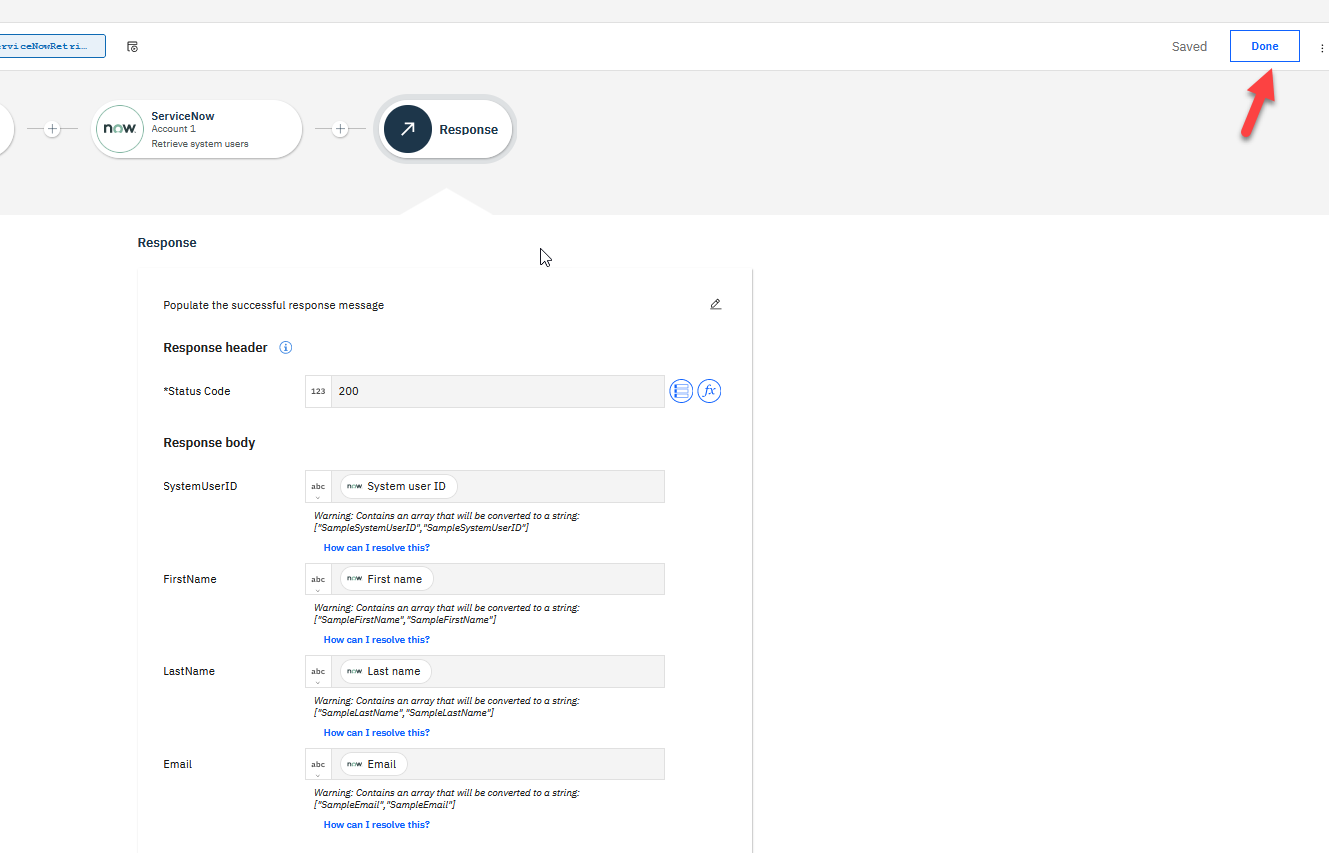 rviceNowRetri…
Saved
Done
now.
ServiceNow
Account 1
Retrieve system users
Response
Response
Populate the successful response message
Response header
*Status Code
123
200
fx
Response body
SystemUserID
abc
now System user ID
Warning: Contains an array that will be converted to a string:
["SampleSystemUserID","SampleSystemUserID"]
How can I resolve this?
FirstName
abc
now First name
Warning: Contains an array that will be converted to a string:
["SampleFirstName","SampleFirstName"]
How can I resolve this?
LastName
abc
now Last name
Warning: Contains an array that will be converted to a string:
["SampleLastName","SampleLastName"]
How can I resolve this?
Email
abc
now Email
Warning: Contains an array that will be converted to a string:
["SampleEmail","SampleEmail"]
How can I resolve this?